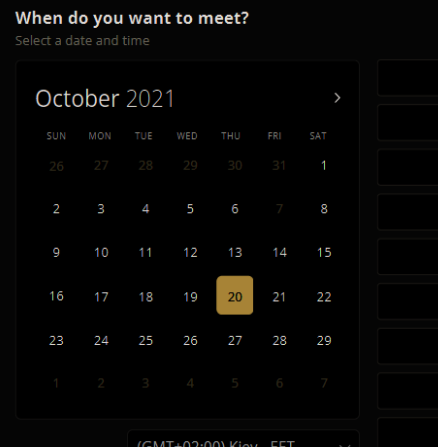 When do you want to meet?
Select a date and time
October 2021
SUN MON TUE WED THU FRI SAT
26 27 28 29 30 31 1
2 3 4 5 6 7 8
9 10 11 12 13 14 15
16 17 18 19 20 21 22
23 24 25 26 27 28 29
1 2 3 4 5 6 7
(GMT+02:00) Kiev - EET